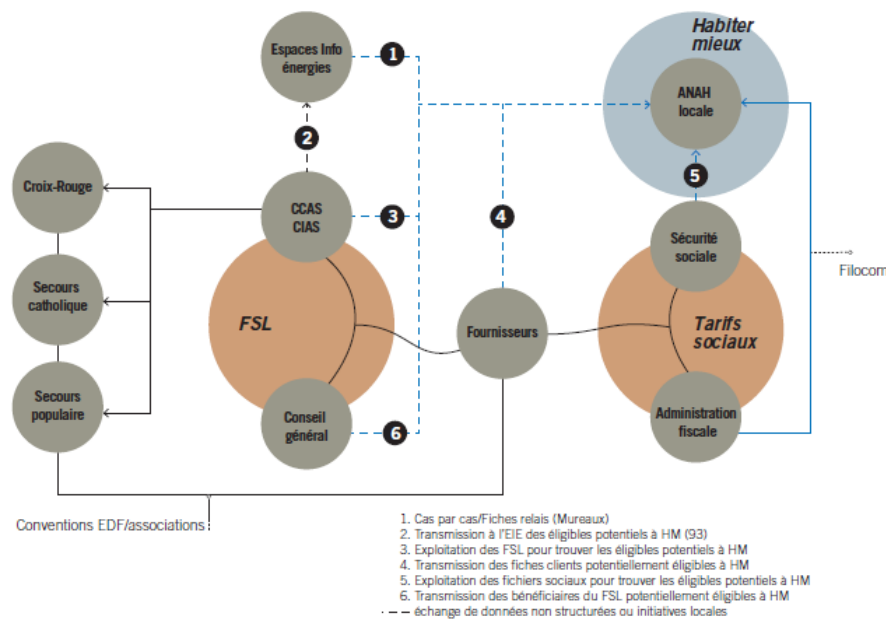 Habiter
mieux
Espaces Info
énergies
1
ANAH
locale
2
5
Croix-Rouge
CCAS
CIAS
3
4
Sécurité
sociale
Filocom
Secours
catholique
FSL
Fournisseurs
Tarifs
sociaux
Secours
populaire
Conseil
général
6
Administration
fiscale
Conventions EDF/associations
1. Cas par cas/Fiches relais (Mureaux)
2. Transmission à l'EIE des éligibles potentiels à HM (93)
3. Exploitation des FSL pour trouver les éligibles potentiels à HM
4. Transmission des fiches clients potentiellement éligibles à HM
5. Exploitation des fichiers sociaux pour trouver les éligibles potentiels à HM
6. Transmission des bénéficiaires du FSL potentiellement éligibles à HM
échange de données non structurées ou initiatives locales